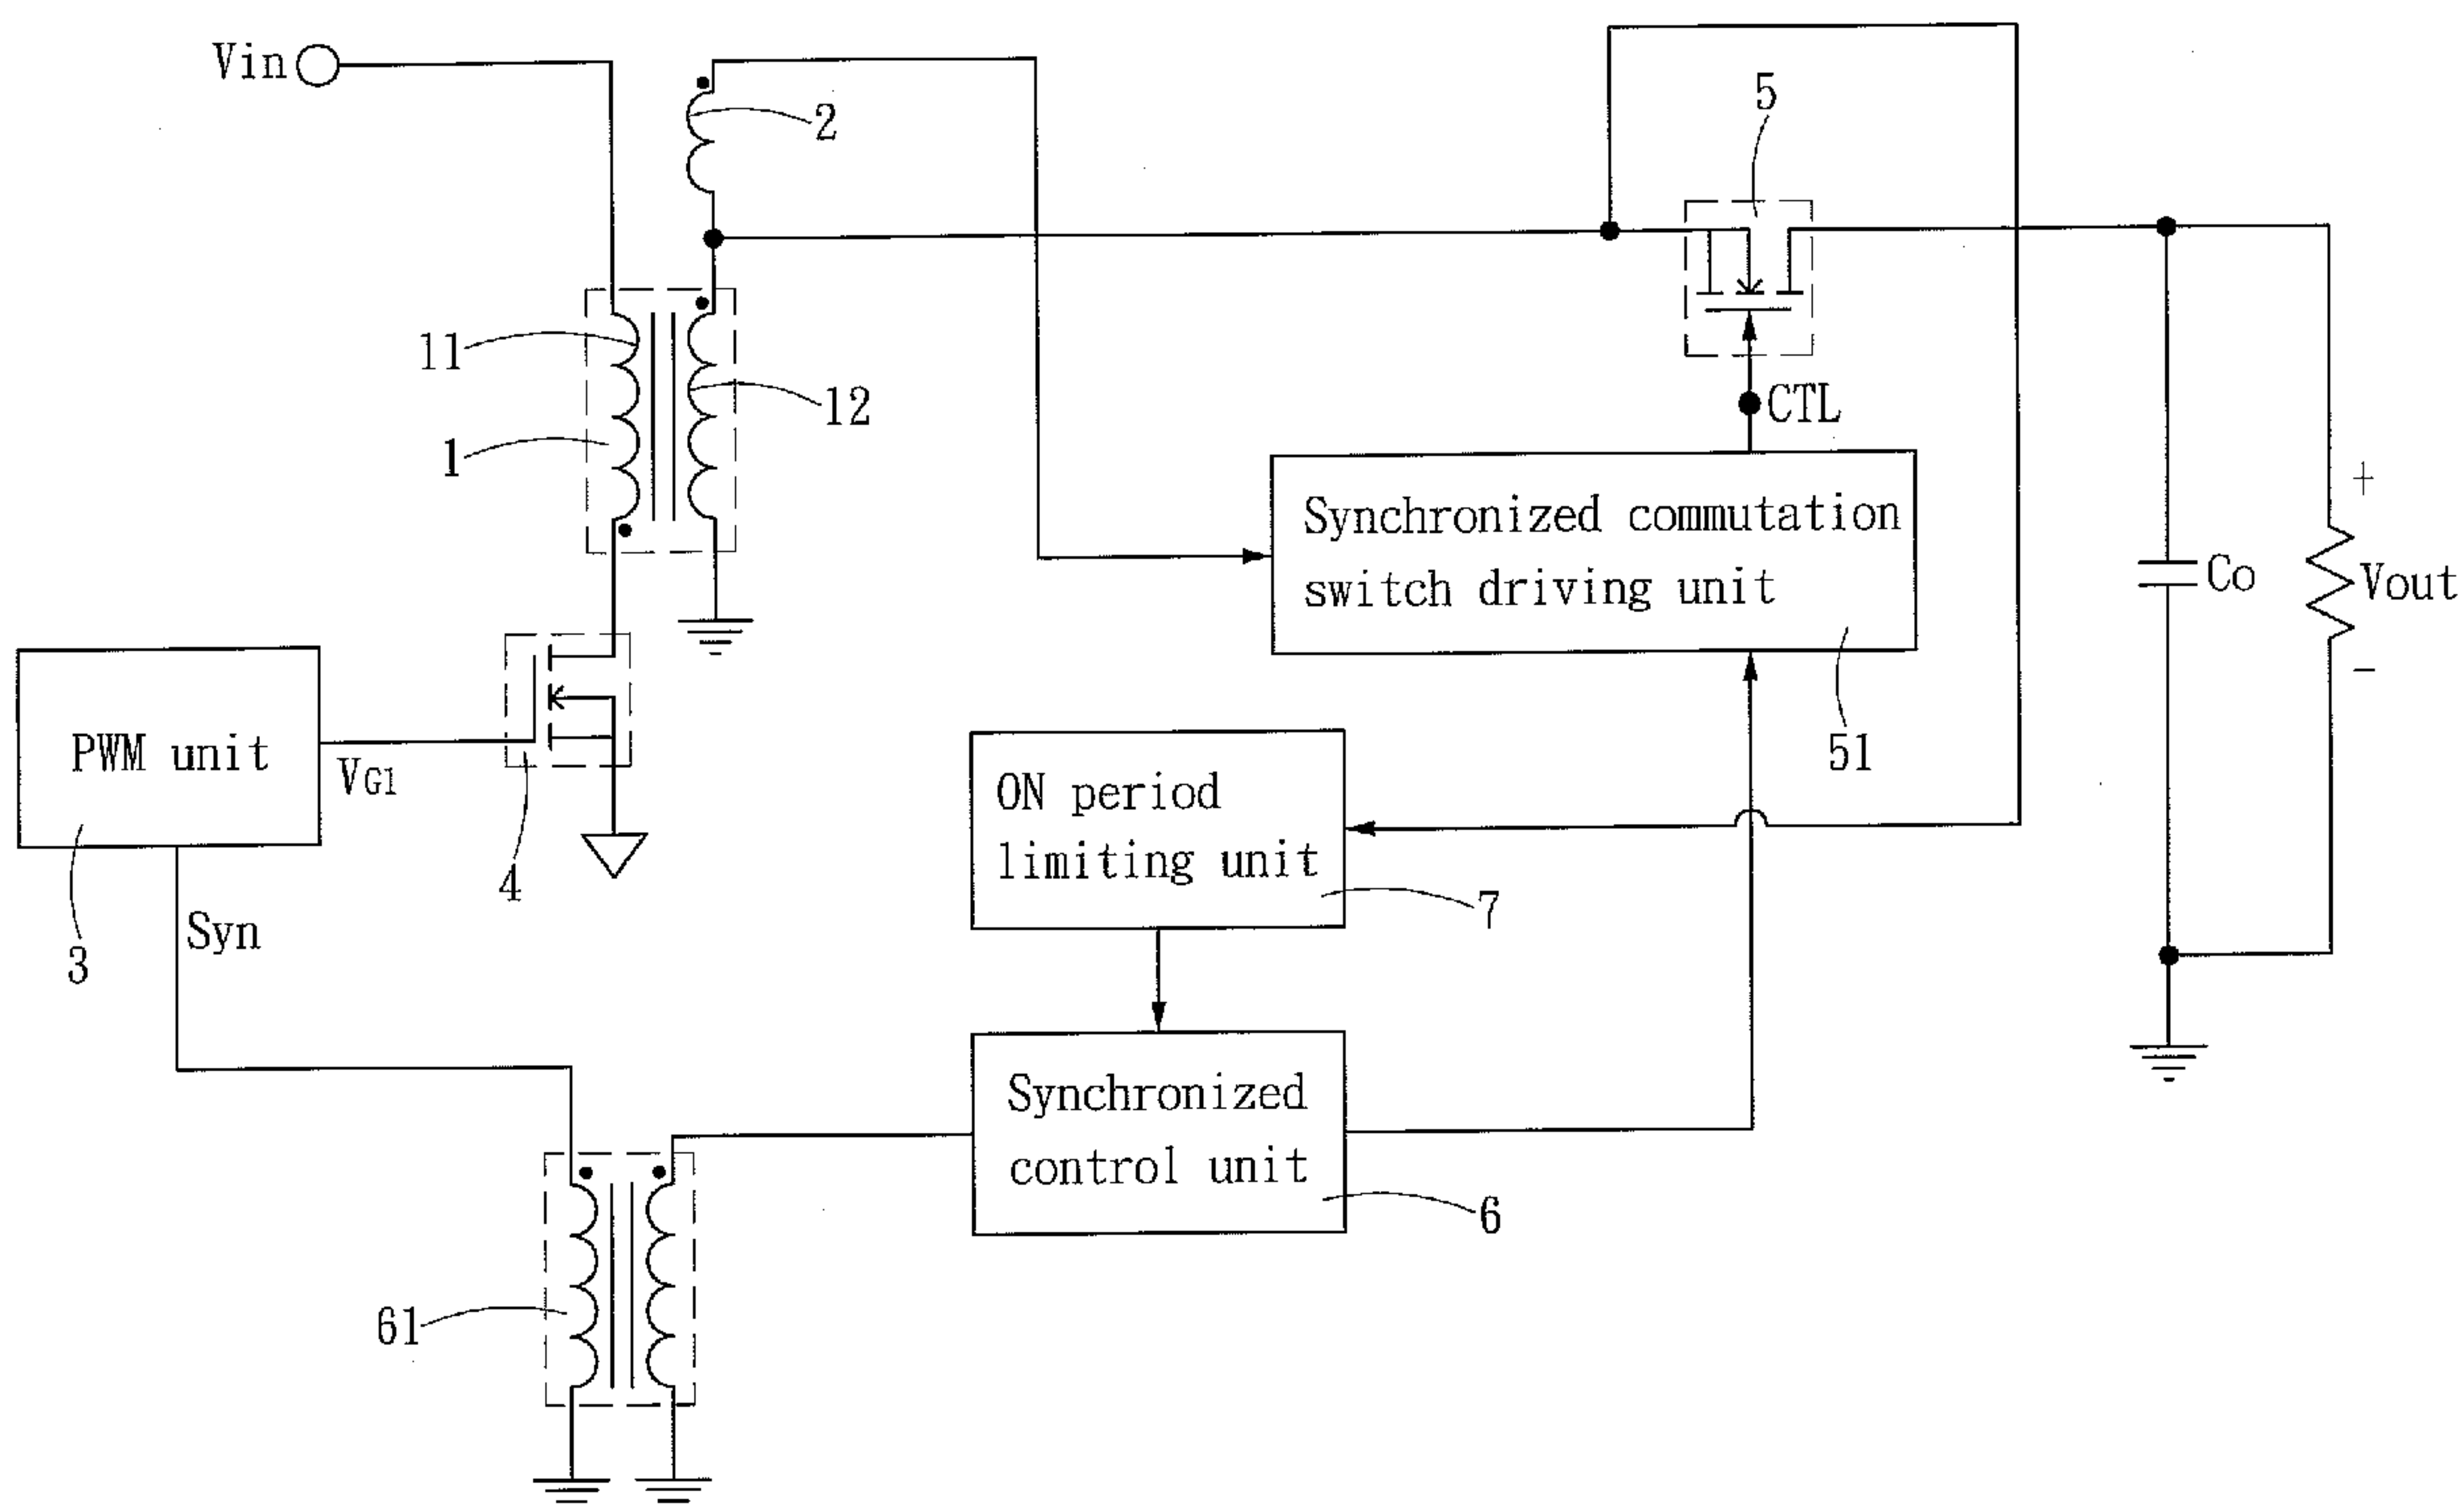 Vin
2
5
11
12
1
CTL
Synchronized commutation
switch driving unit
51
+
Co
Vout
−
PWM unit
VG1
3
4
Syn
ON period
limiting unit
7
Synchronized
control unit
6
61